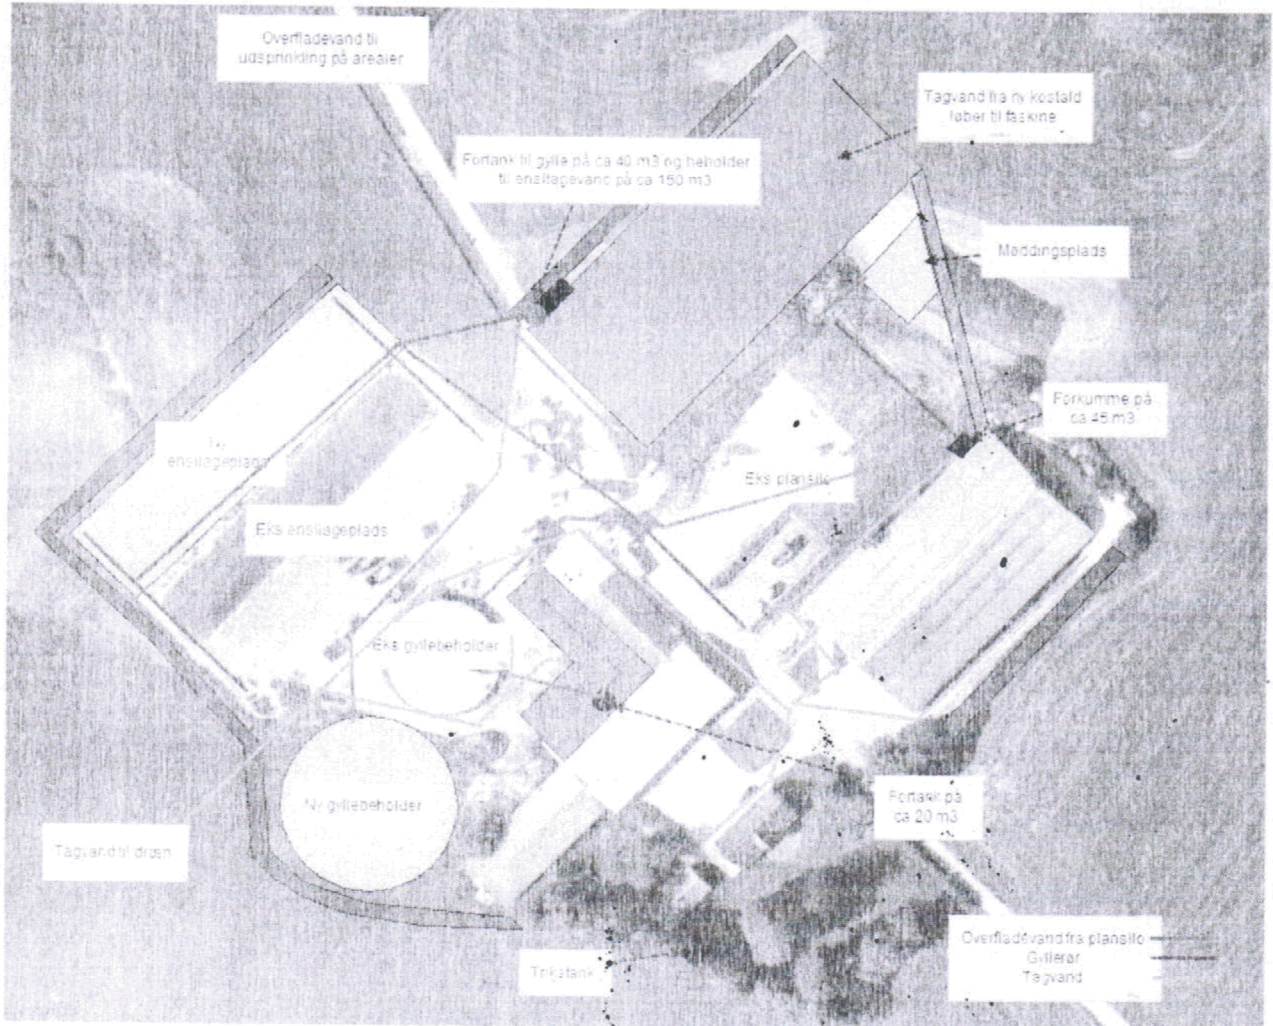 Overfladevand til
udsprinkling på arealer
Tagvand fra ny kostald
løber til faskine
Fortank til gylle på ca 40 m3 og beholder
til ensilagevand på ca 150 m3
Møddingsplads
Forkumme på
ca 45 m3
Ny
ensilageplads
Eks plansilo
Eks ensilageplads
Eks gyllebeholder
Ny gyllebeholder
Fortank på
ca 20 m3
Tagvand til dræn
Overfladevand fra plansilo
Gyllerør
Tagvand
Trixtank